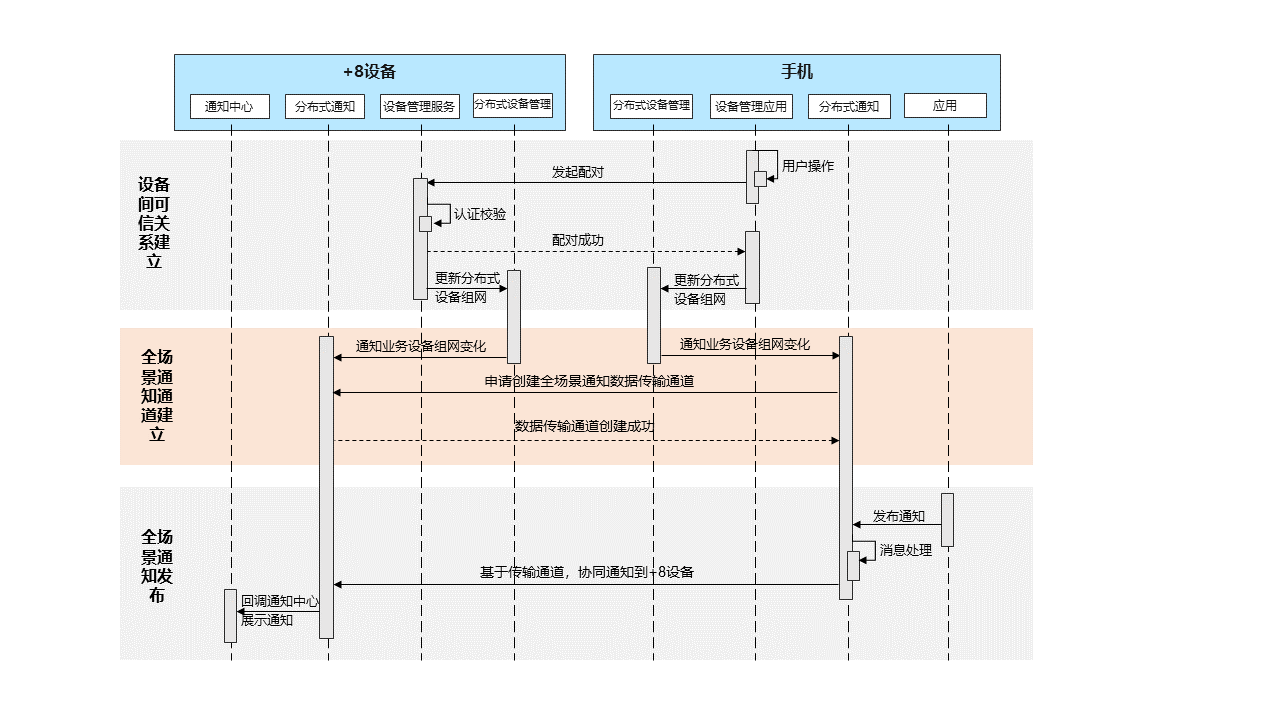 +8设备
手机
通知中心
分布式通知
设备管理服务
分布式设备管理
分布式设备管理
设备管理应用
分布式通知
应用
设备
间可
信关
系建
立
用户操作
发起配对
认证校验
配对成功
更新分布式
设备组网
更新分布式
设备组网
全场
景通
知通
道建
立
通知业务设备组网变化
通知业务设备组网变化
申请创建全场景通知数据传输通道
数据传输通道创建成功
全场
景通
知发
布
发布通知
消息处理
基于传输通道，协同通知到+8设备
回调通知中心
展示通知